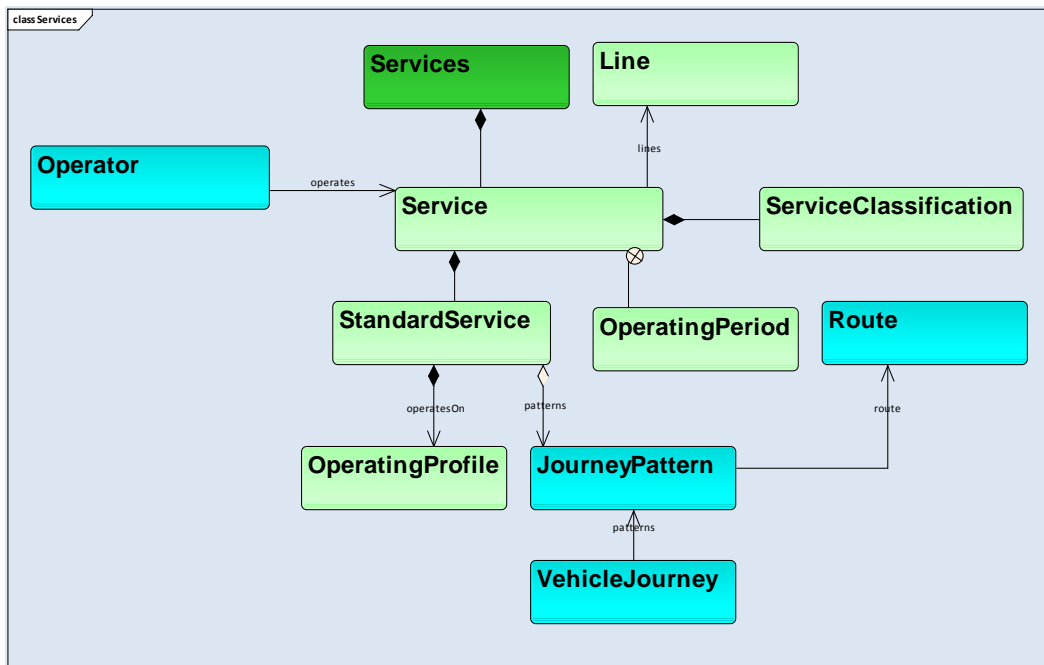 class Services
Services
Line
Operator
operates
lines
Service
ServiceClassification
StandardService
OperatingPeriod
Route
operatesOn
patterns
route
OperatingProfile
JourneyPattern
patterns
VehicleJourney